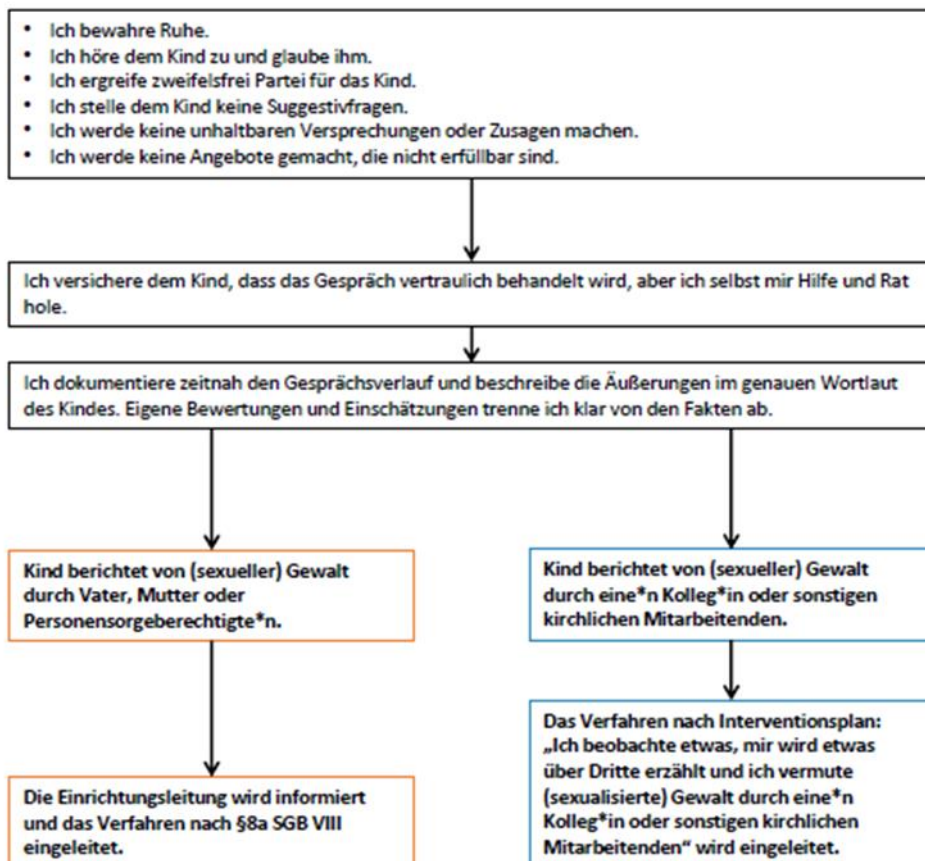 • Ich bewahre Ruhe.
• Ich höre dem Kind zu und glaube ihm.
• Ich ergreife zweifelsfrei Partei für das Kind.
• Ich stelle dem Kind keine Suggestivfragen.
• Ich werde keine unhaltbaren Versprechungen oder Zusagen machen.
• Ich werde keine Angebote gemacht, die nicht erfüllbar sind.
Ich versichere dem Kind, dass das Gespräch vertraulich behandelt wird, aber ich selbst mir Hilfe und Rat
hole.
Ich dokumentiere zeitnah den Gesprächsverlauf und beschreibe die Äußerungen im genauen Wortlaut
des Kindes. Eigene Bewertungen und Einschätzungen trenne ich klar von den Fakten ab.
Kind berichtet von (sexueller) Gewalt
durch Vater, Mutter oder
Personensorgeberechtigte*n.
Die Einrichtungsleitung wird informiert
und das Verfahren nach §8a SGB VIII
eingeleitet.
Kind berichtet von (sexueller) Gewalt
durch eine*n Kolleg*in oder sonstigen
kirchlichen Mitarbeitenden.
Das Verfahren nach Interventionsplan:
„Ich beobachte etwas, mir wird etwas
über Dritte erzählt und ich vermute
(sexualisierte) Gewalt durch eine*n
Kolleg*in oder sonstigen kirchlichen
Mitarbeitenden“ wird eingeleitet.